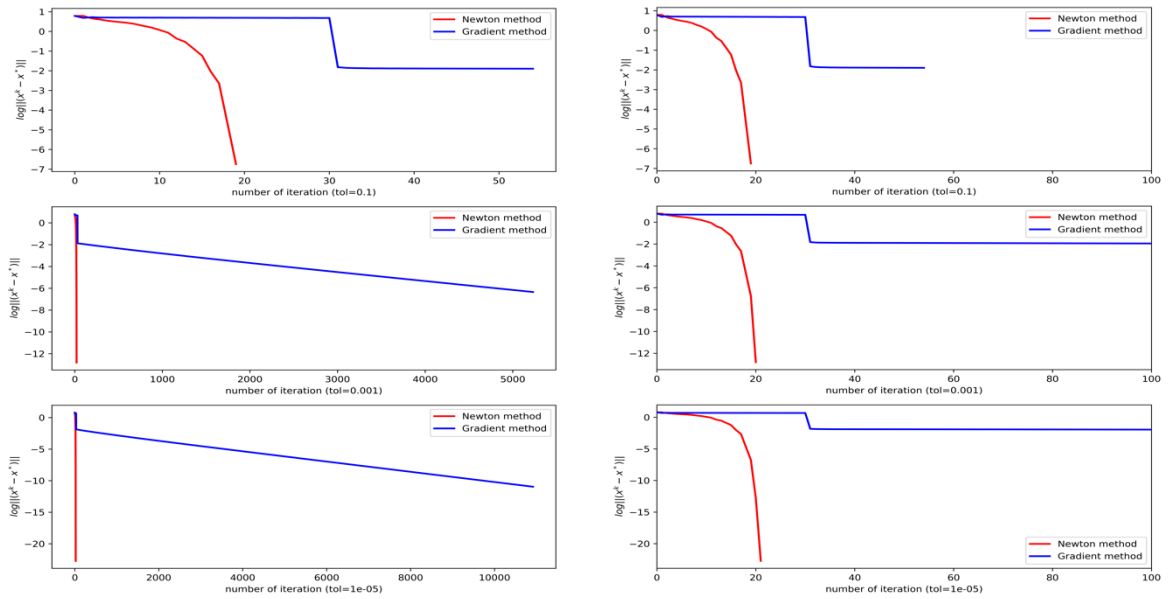 1
0
−1
−2
−3
−4
−5
−6
−7
log||(x^k − x^*)||
Newton method
Gradient method
0 10 20 30 40 50
number of iteration (tol=0.1)
1
0
−1
−2
−3
−4
−5
−6
−7
log||(x^k − x^*)||
Newton method
Gradient method
0 20 40 60 80 100
number of iteration (tol=0.1)
0
−2
−4
−6
−8
−10
−12
log||(x^k − x^*)||
Newton method
Gradient method
0 1000 2000 3000 4000 5000
number of iteration (tol=0.001)
0
−2
−4
−6
−8
−10
−12
log||(x^k − x^*)||
Newton method
Gradient method
0 20 40 60 80 100
number of iteration (tol=0.001)
0
−5
−10
−15
−20
log||(x^k − x^*)||
Newton method
Gradient method
0 2000 4000 6000 8000 10000
number of iteration (tol=1e-05)
0
−5
−10
−15
−20
log||(x^k − x^*)||
Newton method
Gradient method
0 20 40 60 80 100
number of iteration (tol=1e-05)